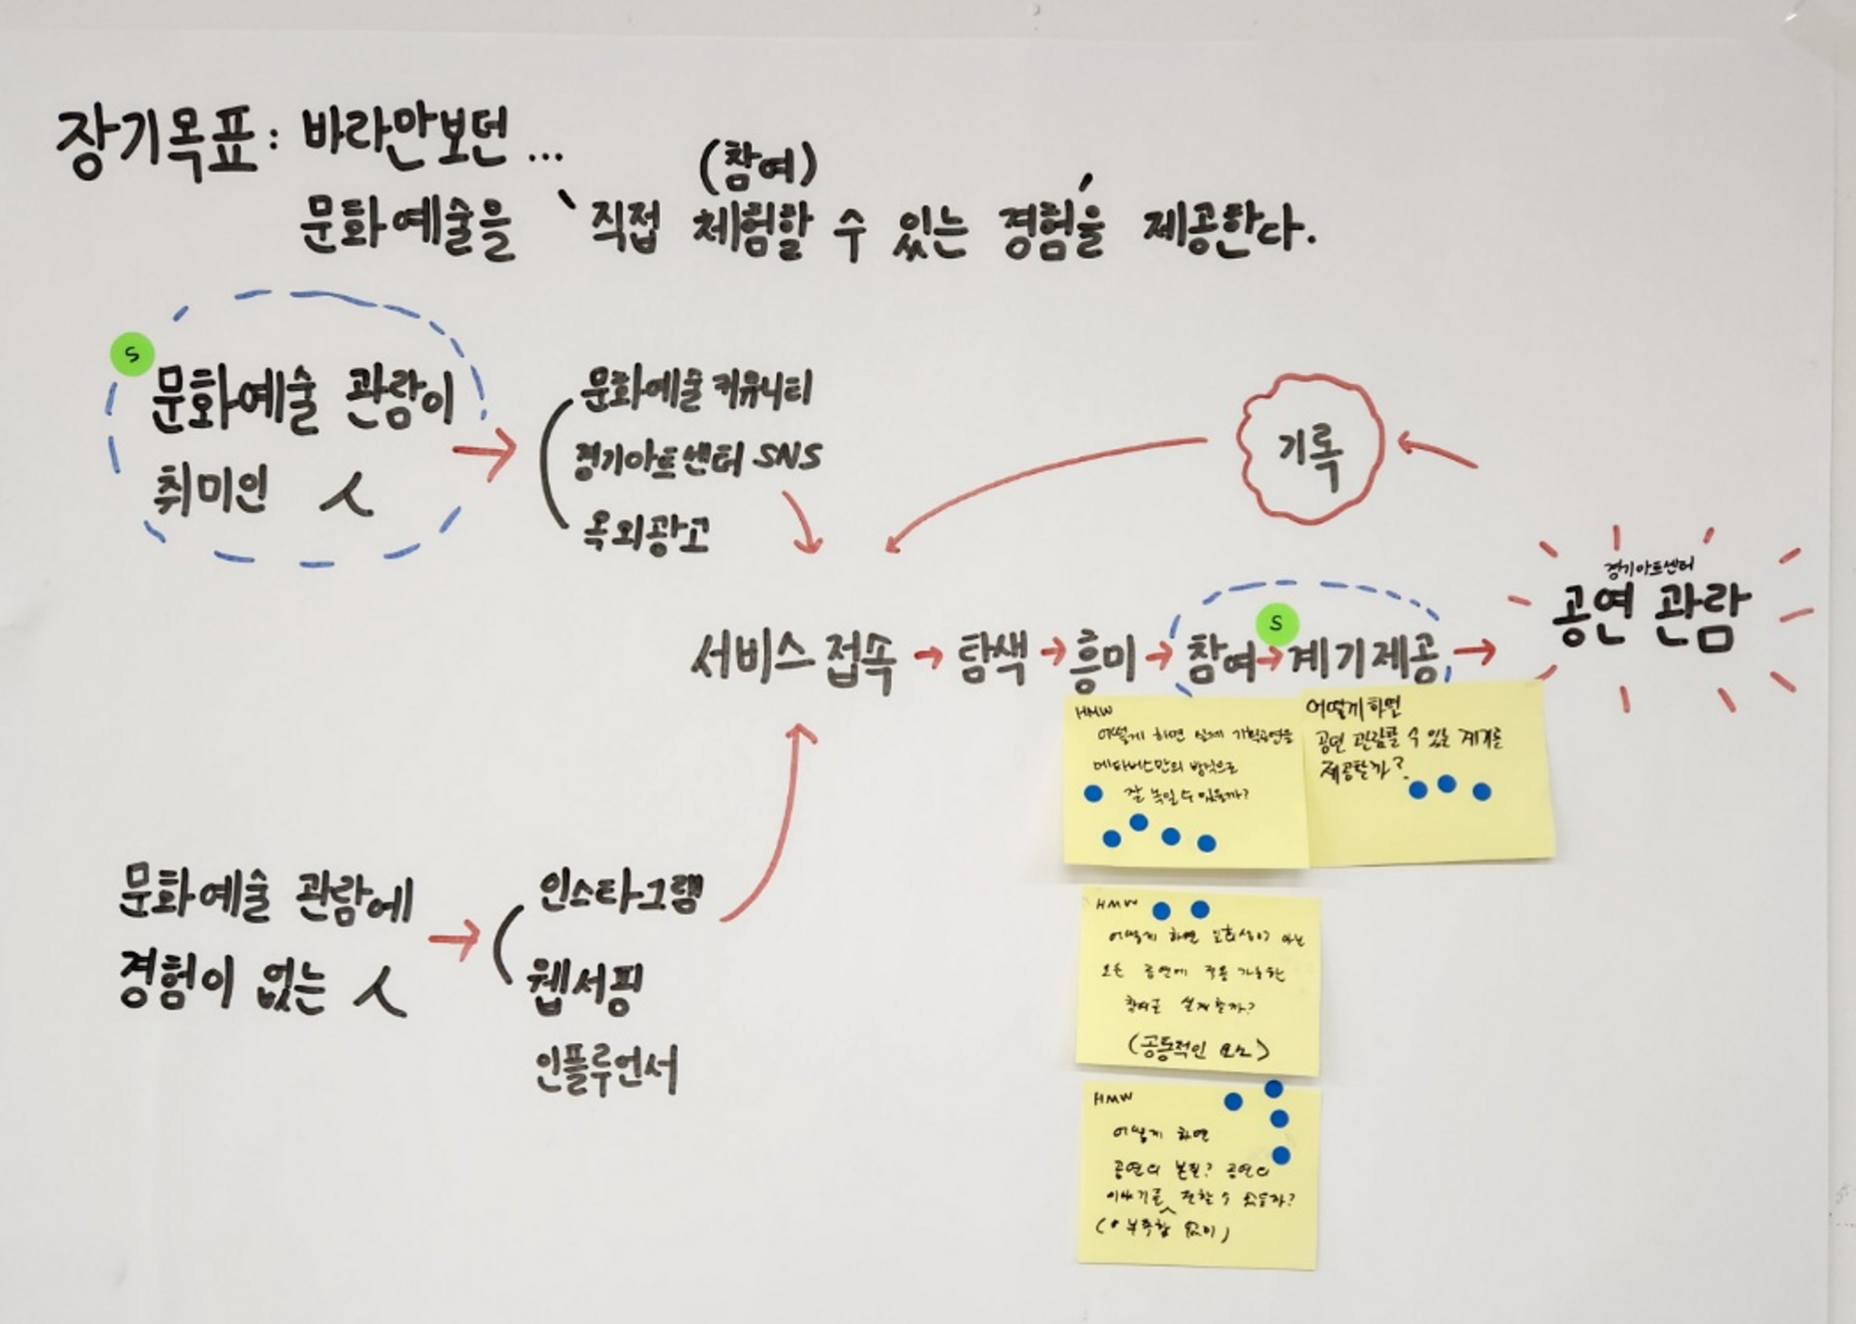 장기목표: 바라만보던...
(참여)
문화예술을 '직접 체험할 수 있는 경험'을 제공한다.
S
문화예술 관람이
취미인 人
문화예술 커뮤니티
경기아트센터 SNS
옥외광고
기록
경기아트센터
공연 관람
서비스 접속 → 탐색 → 흥미 → 참여 → 계기제공 →
S
HMW
어떻게 하면 실제 기획공연을
메타버스만의 방식으로
잘 녹일 수 있을까?
어떻게하면
공연 관람할 수 있는 계기를
제공할까?
문화예술 관람에
경험이 없는 人
인스타그램
웹서핑
인플루언서
HMW
어떻게 하면 아닌
모든 공연에 적용 가능한
참여를 설계할까?
(공통적인 요소)
HMW
어떻게 하면
공연의 본질? 공연의
이야기를 전할 수 있을까?
(부족함 없이)